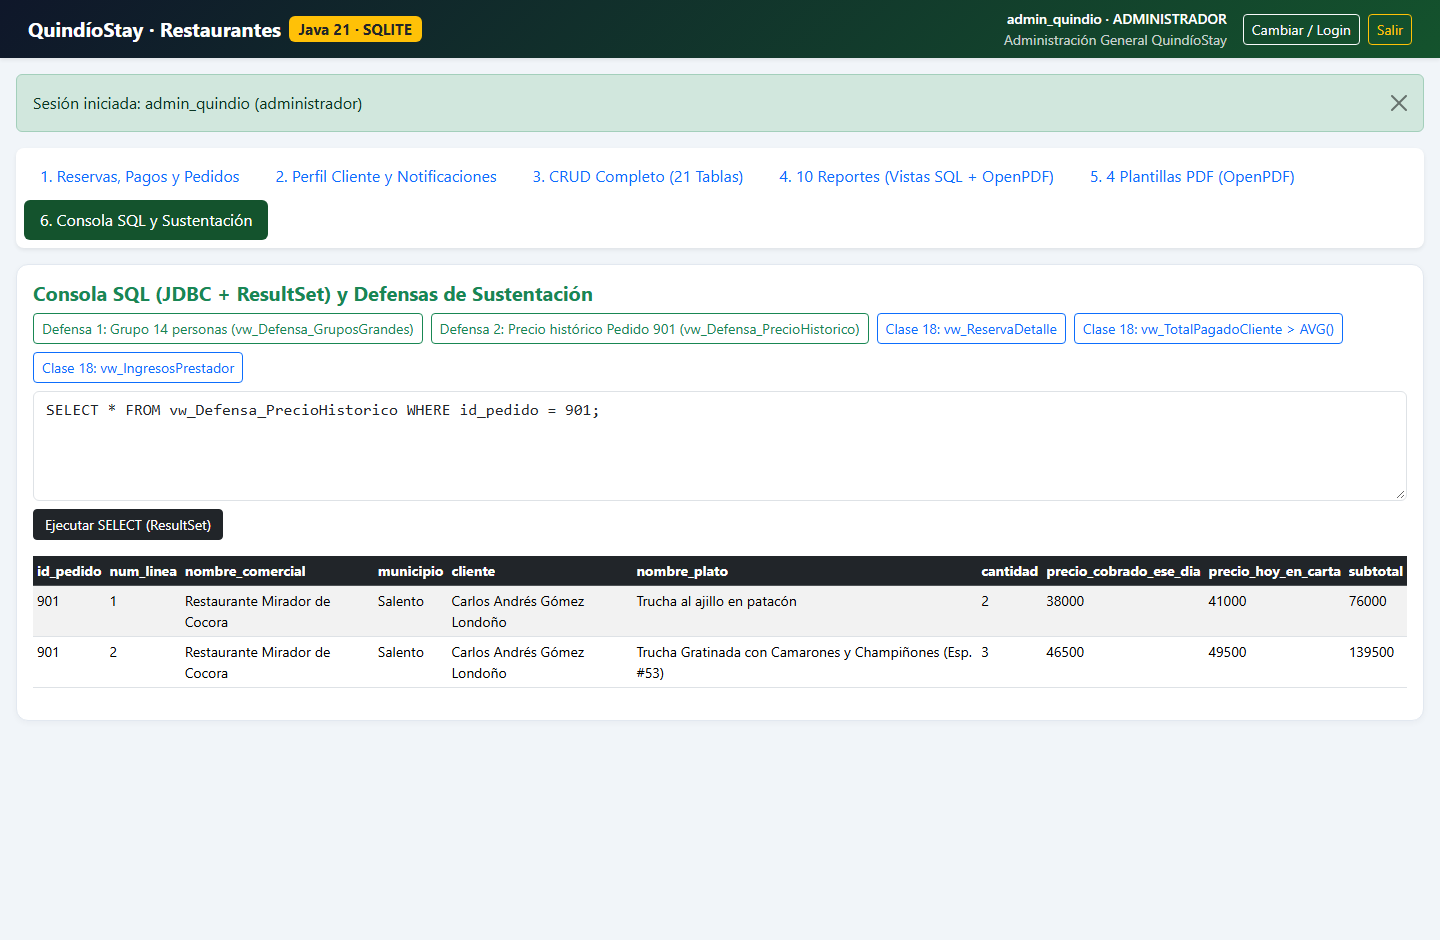 QuindíoStay · Restaurantes
Java 21 · SQLITE
admin_quindio · ADMINISTRADOR
Administración General QuindíoStay
Cambiar / Login
Salir
Sesión iniciada: admin_quindio (administrador)
1. Reservas, Pagos y Pedidos
2. Perfil Cliente y Notificaciones
3. CRUD Completo (21 Tablas)
4. 10 Reportes (Vistas SQL + OpenPDF)
5. 4 Plantillas PDF (OpenPDF)
6. Consola SQL y Sustentación
Consola SQL (JDBC + ResultSet) y Defensas de Sustentación
Defensa 1: Grupo 14 personas (vw_Defensa_GruposGrandes)
Defensa 2: Precio histórico Pedido 901 (vw_Defensa_PrecioHistorico)
Clase 18: vw_ReservaDetalle
Clase 18: vw_TotalPagadoCliente > AVG()
Clase 18: vw_IngresosPrestador
SELECT * FROM vw_Defensa_PrecioHistorico WHERE id_pedido = 901;
Ejecutar SELECT (ResultSet)
id_pedido num_linea nombre_comercial municipio cliente nombre_plato cantidad precio_cobrado_ese_dia precio_hoy_en_carta subtotal
901 1 Restaurante Mirador de Salento Carlos Andrés Gómez Trucha al ajillo en patacón 2 38000 41000 76000
Cocora Londoño
901 2 Restaurante Mirador de Salento Carlos Andrés Gómez Trucha Gratinada con Camarones y Champiñones (Esp. 3 46500 49500 139500
Cocora Londoño #53)